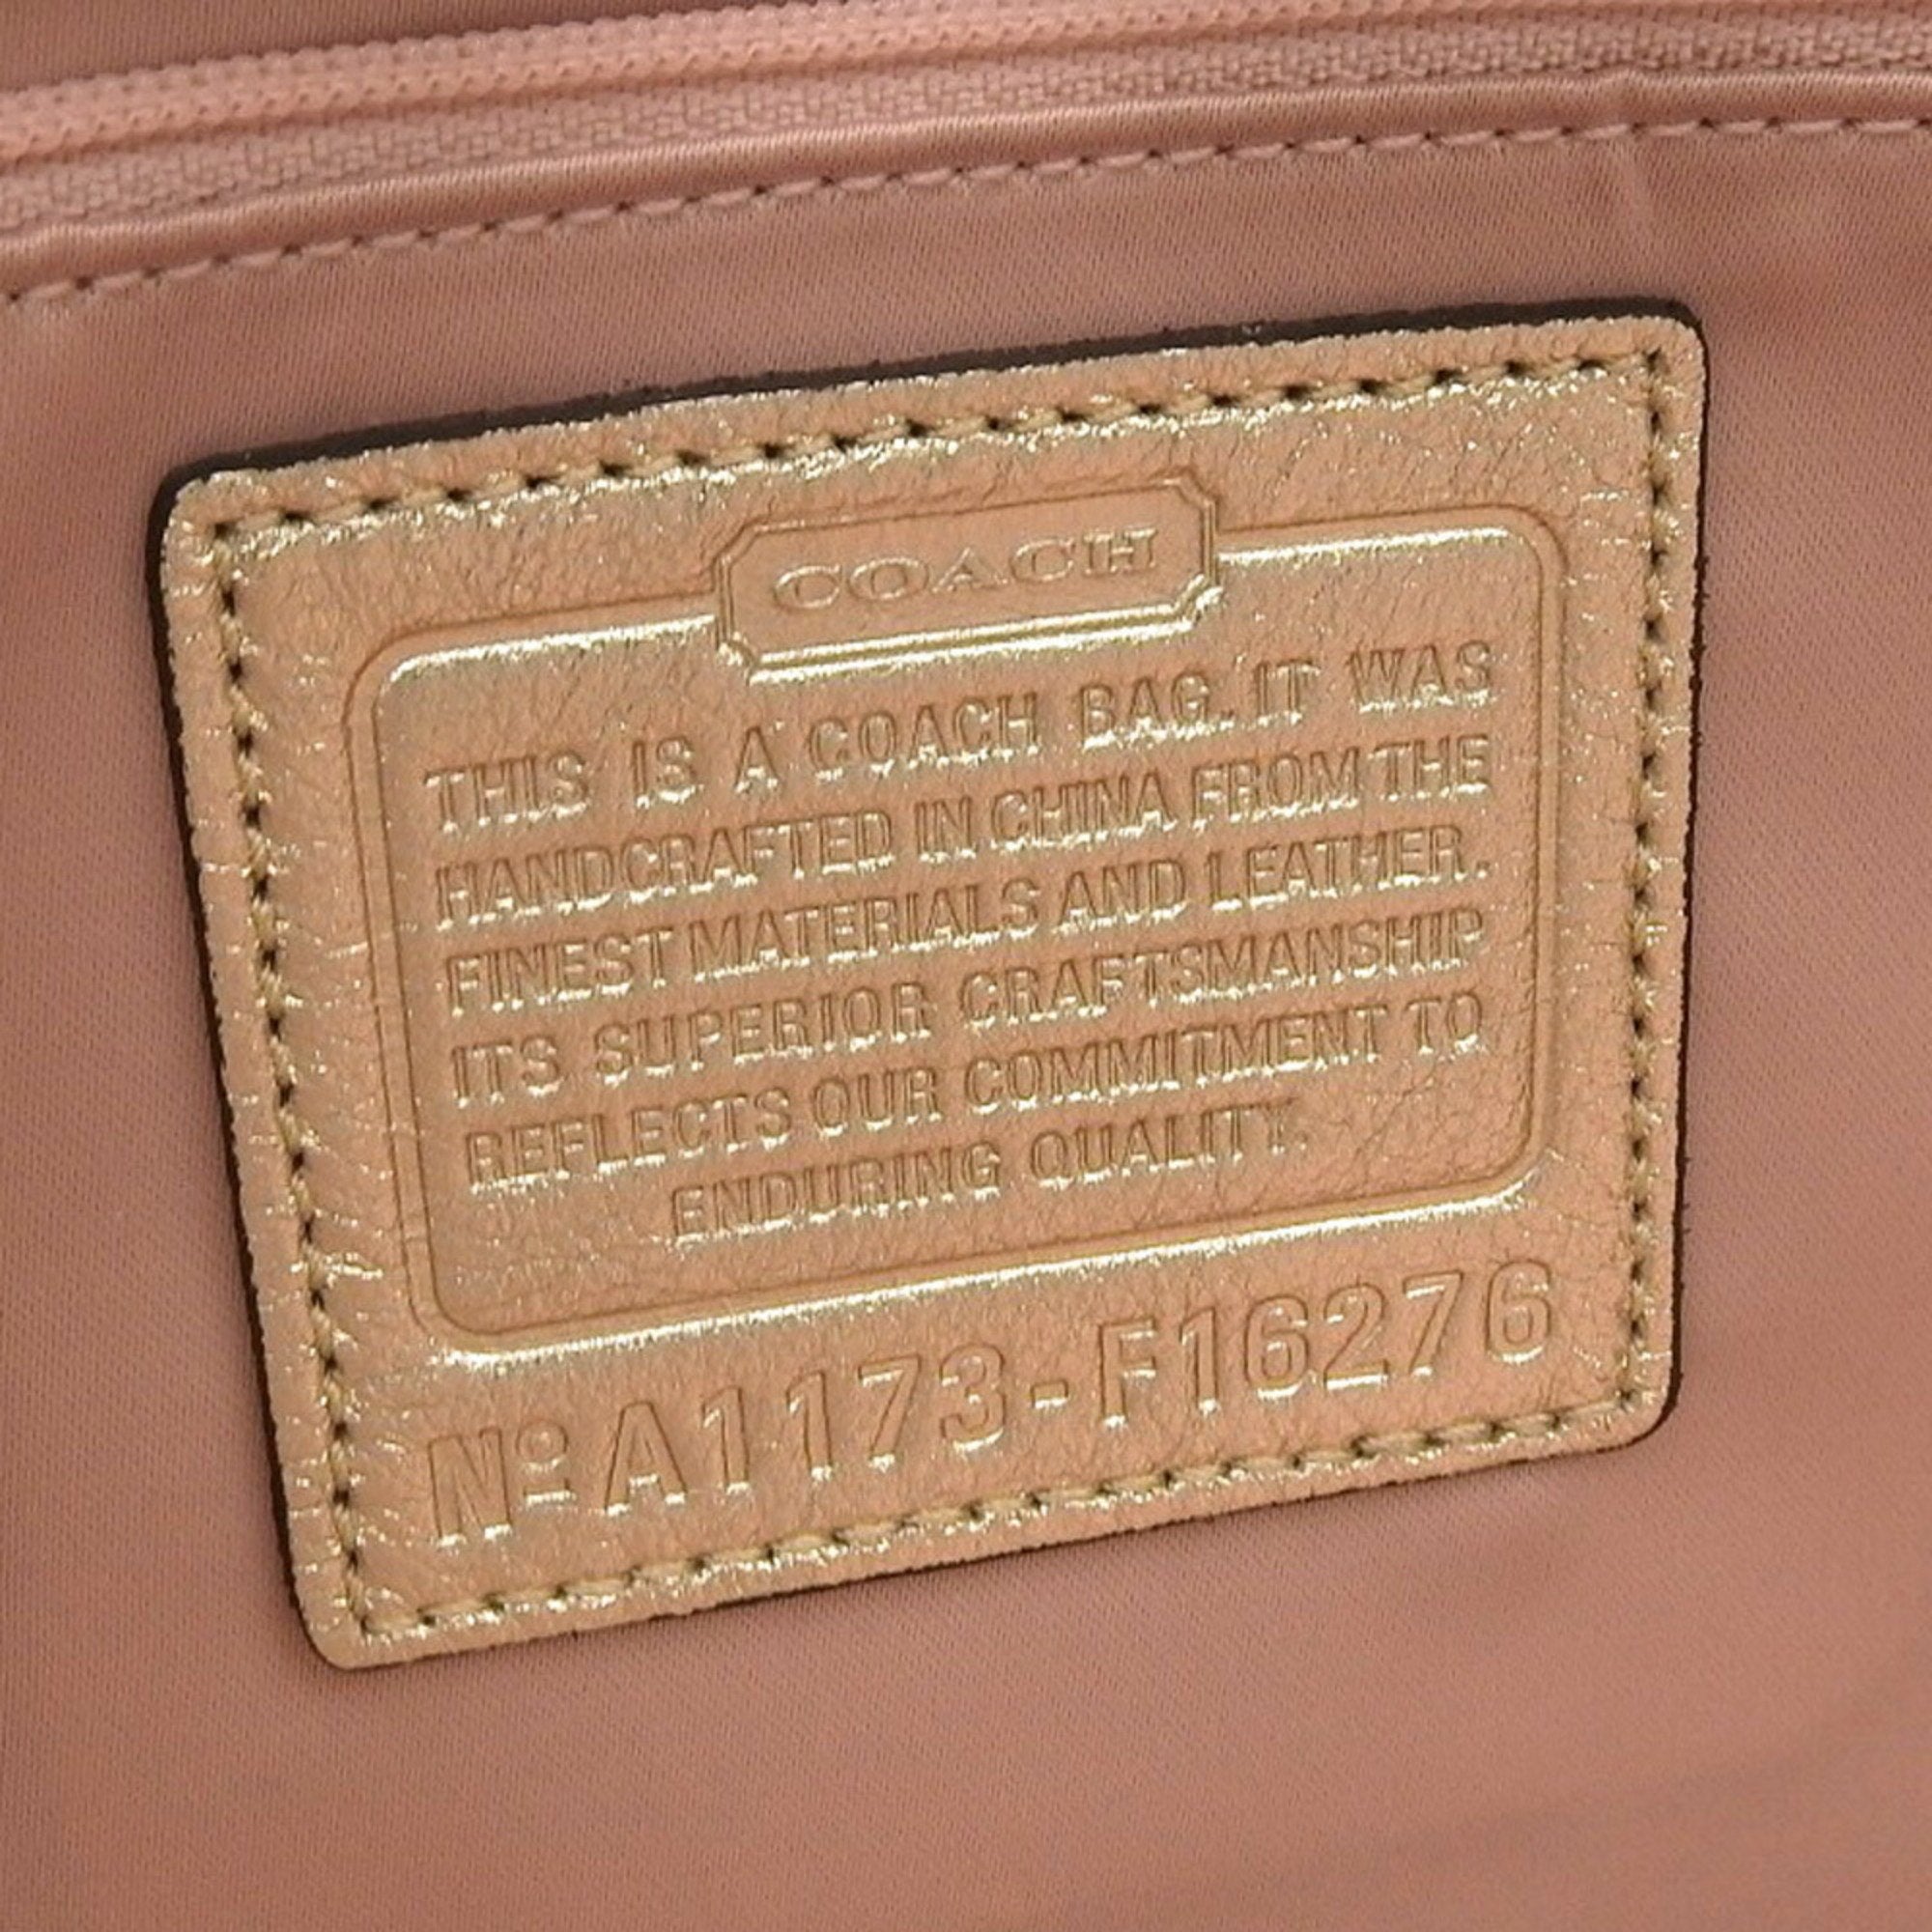 COACH
THIS IS A COACH BAG. IT WAS
HANDCRAFTED IN CHINA FROM THE
FINEST MATERIALS AND LEATHER.
ITS SUPERIOR CRAFTSMANSHIP
REFLECTS OUR COMMITMENT TO
ENDURING QUALITY.
Nº A1173-F16276